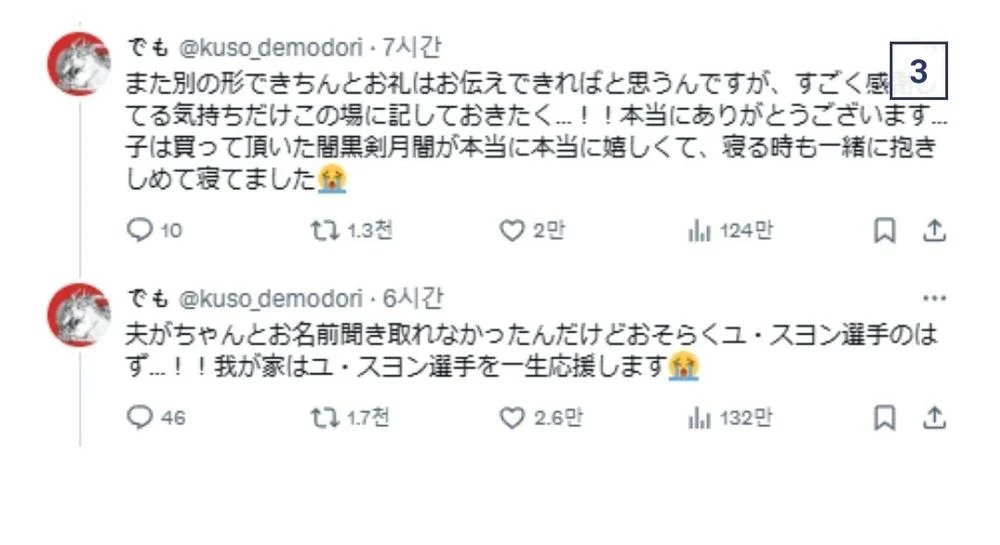 でも @kuso_demodori · 7시간
3
また別の形できちんとお礼はお伝えできればと思うんですが、すごく感
てる気持ちだけこの場に記しておきたく...！！本当にありがとうございます...
子は買って頂いた闇黒剣月闇が本当に本当に嬉しくて、寝る時も一緒に抱き
しめて寝てました😭
10 1.3천 2만 124만
でも @kuso_demodori · 6시간
夫がちゃんとお名前聞き取れなかったんだけどおそらくユ・スヨン選手のは
ず...！！我が家はユ・スヨン選手を一生応援します😭
46 1.7천 2.6만 132만